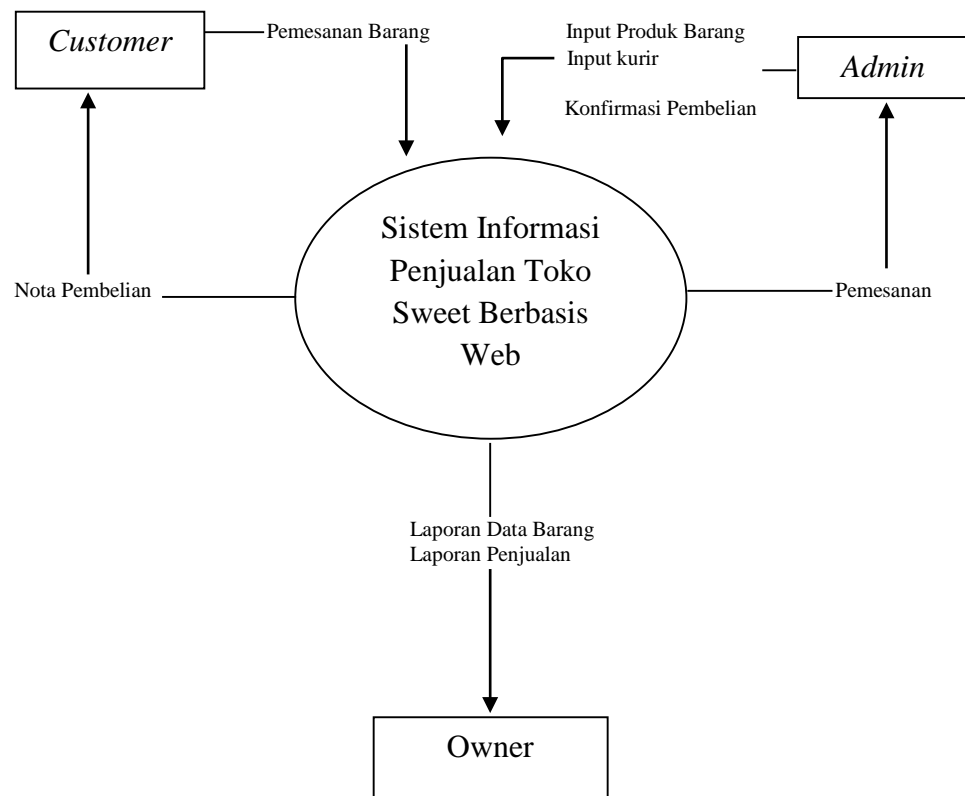 Customer
Pemesanan Barang
Input Produk Barang
Input kurir
Konfirmasi Pembelian
Admin
Sistem Informasi
Penjualan Toko
Sweet Berbasis
Web
Nota Pembelian
Pemesanan
Laporan Data Barang
Laporan Penjualan
Owner